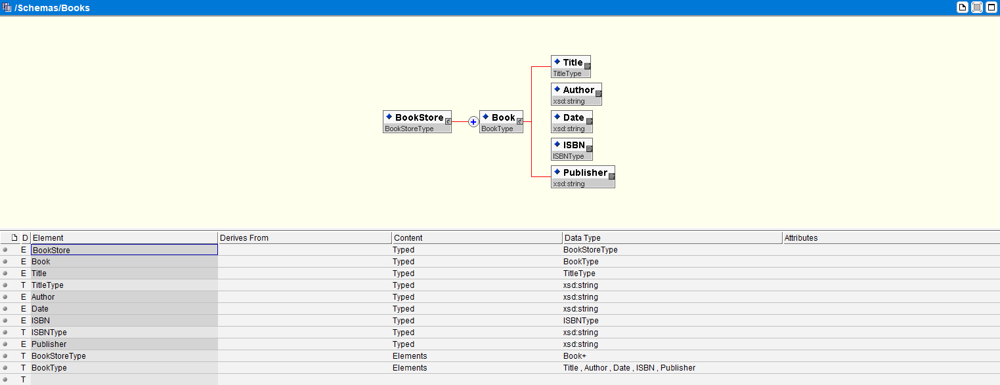 /Schemas/Books
Title
TitleType
Author
xsd:string
BookStore
BookStoreType
Book
BookType
Date
xsd:string
ISBN
ISBNType
Publisher
xsd:string
D Element Derives From Content Data Type Attributes
E BookStore Typed BookStoreType
E Book Typed BookType
E Title Typed TitleType
T TitleType Typed xsd:string
E Author Typed xsd:string
E Date Typed xsd:string
E ISBN Typed ISBNType
T ISBNType Typed xsd:string
E Publisher Typed xsd:string
T BookStoreType Elements Book+
T BookType Elements Title , Author , Date , ISBN , Publisher
T